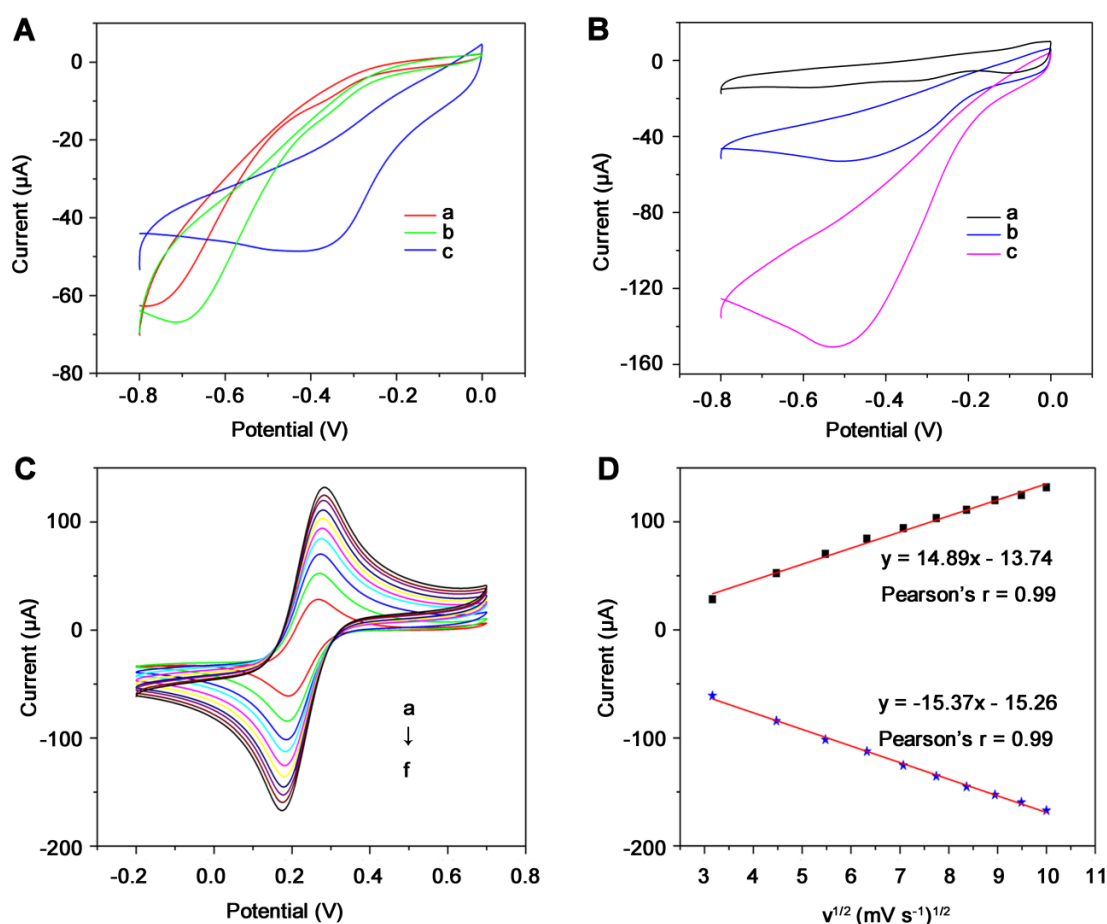 A
0
-20
-40
-60
-80
Current (µA)
a
b
c
-0.8
-0.6
-0.4
-0.2
0.0
Potential (V)
B
0
-40
-80
-120
-160
Current (µA)
a
b
c
-0.8
-0.6
-0.4
-0.2
0.0
Potential (V)
C
100
0
-100
-200
Current (µA)
a
↓
f
-0.2
0.0
0.2
0.4
0.6
0.8
Potential (V)
D
100
0
-100
-200
Current (µA)
y = 14.89x - 13.74
Pearson's r = 0.99
y = -15.37x - 15.26
Pearson's r = 0.99
3
4
5
6
7
8
9
10
11
v¹ᐟ² (mV s⁻¹)¹ᐟ²